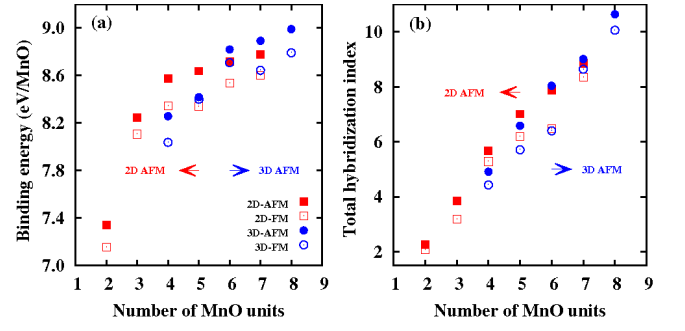 (a)
Binding energy (eV/MnO)
9.0
8.6
8.2
7.8
7.4
7.0
2D AFM
3D AFM
2D-AFM
2D-FM
3D-AFM
3D-FM
1 2 3 4 5 6 7 8 9
Number of MnO units
(b)
Total hybridization index
10
8
6
4
2
2D AFM
3D AFM
1 2 3 4 5 6 7 8 9
Number of MnO units